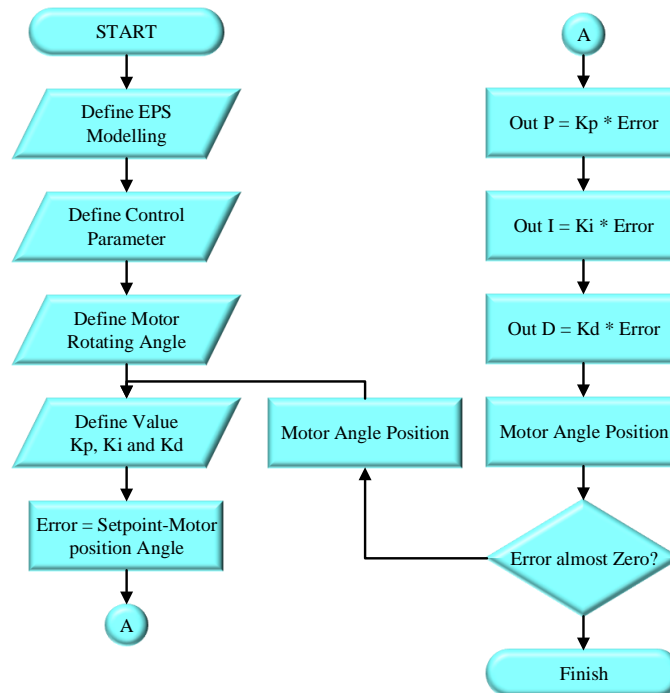 START
Define EPS
Modelling
Define Control
Parameter
Define Motor
Rotating Angle
Define Value
Kp, Ki and Kd
Error = Setpoint-Motor
position Angle
A
Motor Angle Position
A
Out P = Kp * Error
Out I = Ki * Error
Out D = Kd * Error
Motor Angle Position
Error almost Zero?
Finish